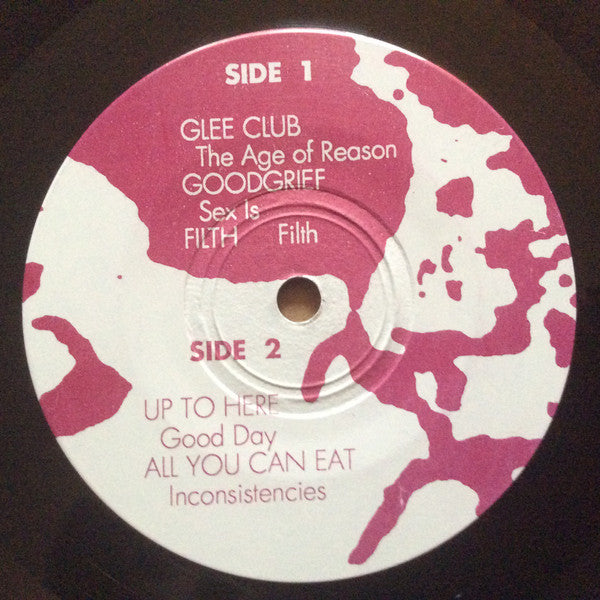 SIDE 1
GLEE CLUB
The Age of Reason
GOODGRIEF
Sex Is
FILTH Filth
SIDE 2
UP TO HERE
Good Day
ALL YOU CAN EAT
Inconsistencies